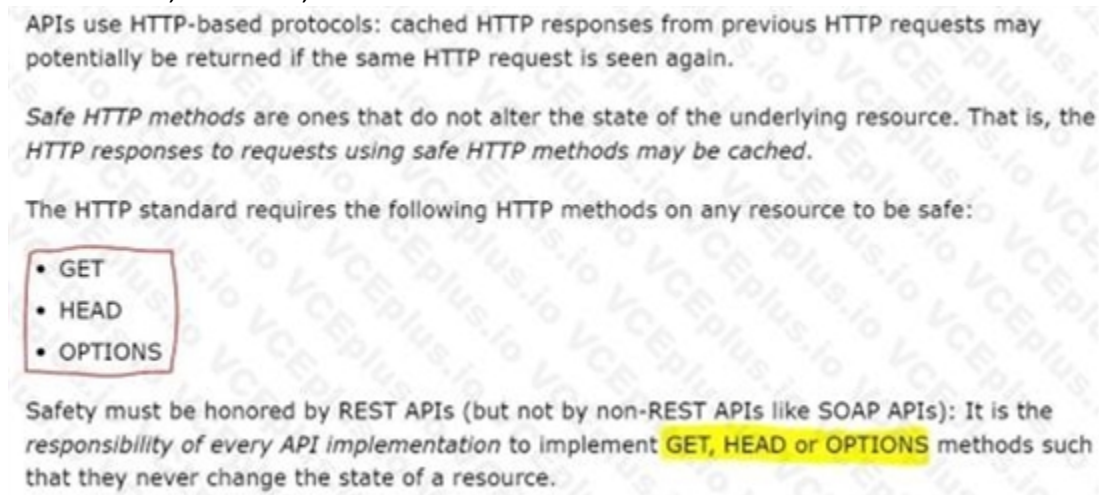 APIs use HTTP-based protocols: cached HTTP responses from previous HTTP requests may
potentially be returned if the same HTTP request is seen again.
Safe HTTP methods are ones that do not alter the state of the underlying resource. That is, the
HTTP responses to requests using safe HTTP methods may be cached.
The HTTP standard requires the following HTTP methods on any resource to be safe:
• GET
• HEAD
• OPTIONS
Safety must be honored by REST APIs (but not by non-REST APIs like SOAP APIs): It is the
responsibility of every API implementation to implement GET, HEAD or OPTIONS methods such
that they never change the state of a resource.
VCEplus.io